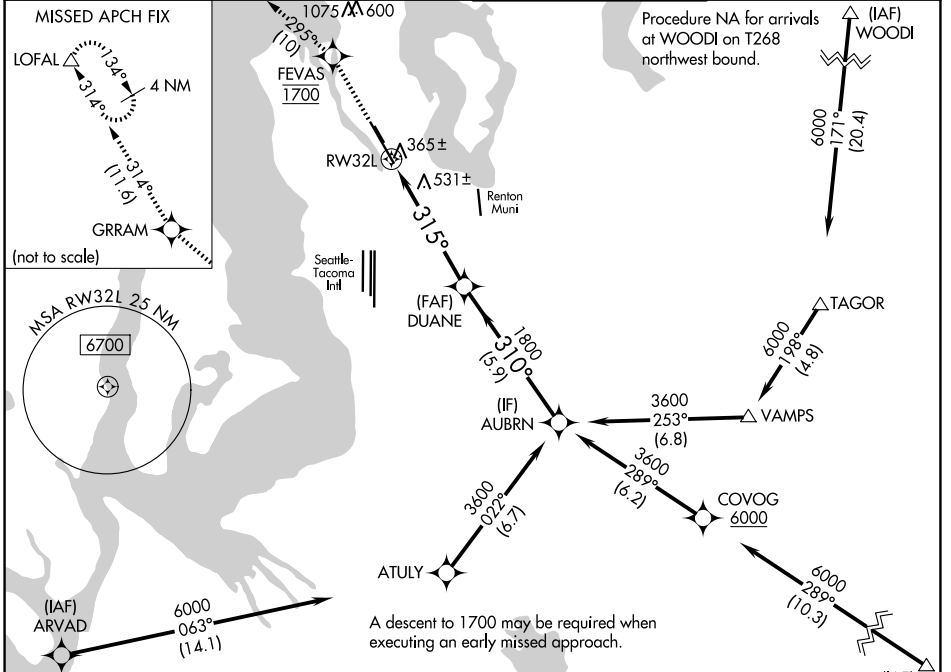 MISSED APCH FIX
LOFAL
134°
4 NM
314°
314°
(11.6)
GRRAM
(not to scale)
1075
600
295°
(10)
FEVAS
1700
RW32L
365±
531±
Renton
Muni
Procedure NA for arrivals
at WOODI on T268
northwest bound.
(IAF)
WOODI
6000
171°
(20.4)
315°
Seattle-
Tacoma
Intl
(FAF)
DUANE
1800
310°
(5.9)
TAGOR
6000
198°
(4.8)
MSA RW32L 25 NM
6700
(IF)
AUBRN
3600
253°
(6.8)
VAMPS
3600
289°
(6.2)
COVOG
6000
3600
022°
(6.7)
ATULY
6000
289°
(10.3)
(IAF)
ARVAD
6000
063°
(14.1)
A descent to 1700 may be required when
executing an early missed approach.